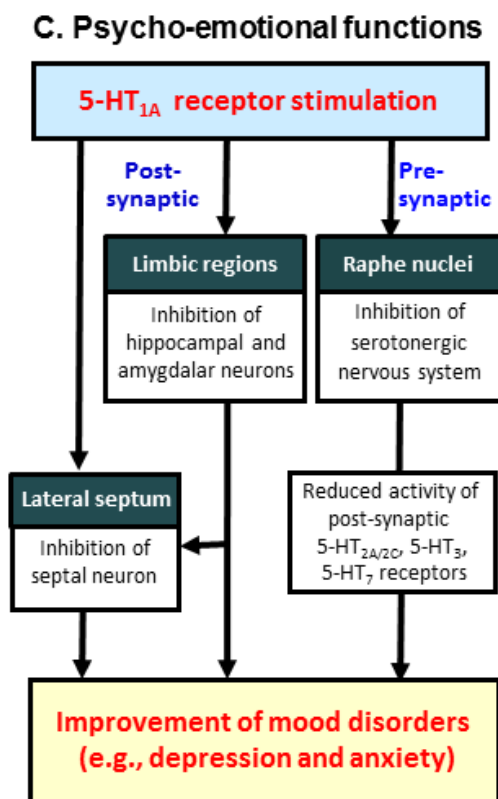 C. Psycho-emotional functions
5-HT1A receptor stimulation
Post-
synaptic
Pre-
synaptic
Limbic regions
Inhibition of
hippocampal and
amygdalar neurons
Raphe nuclei
Inhibition of
serotonergic
nervous system
Lateral septum
Inhibition of
septal neuron
Reduced activity of
post-synaptic
5-HT2A/2C, 5-HT3,
5-HT7 receptors
Improvement of mood disorders
(e.g., depression and anxiety)